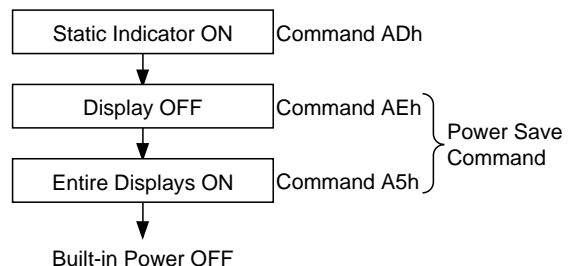 Static Indicator ON Command ADh
Display OFF Command AEh
Power Save
Command
Entire Displays ON Command A5h
Built-in Power OFF